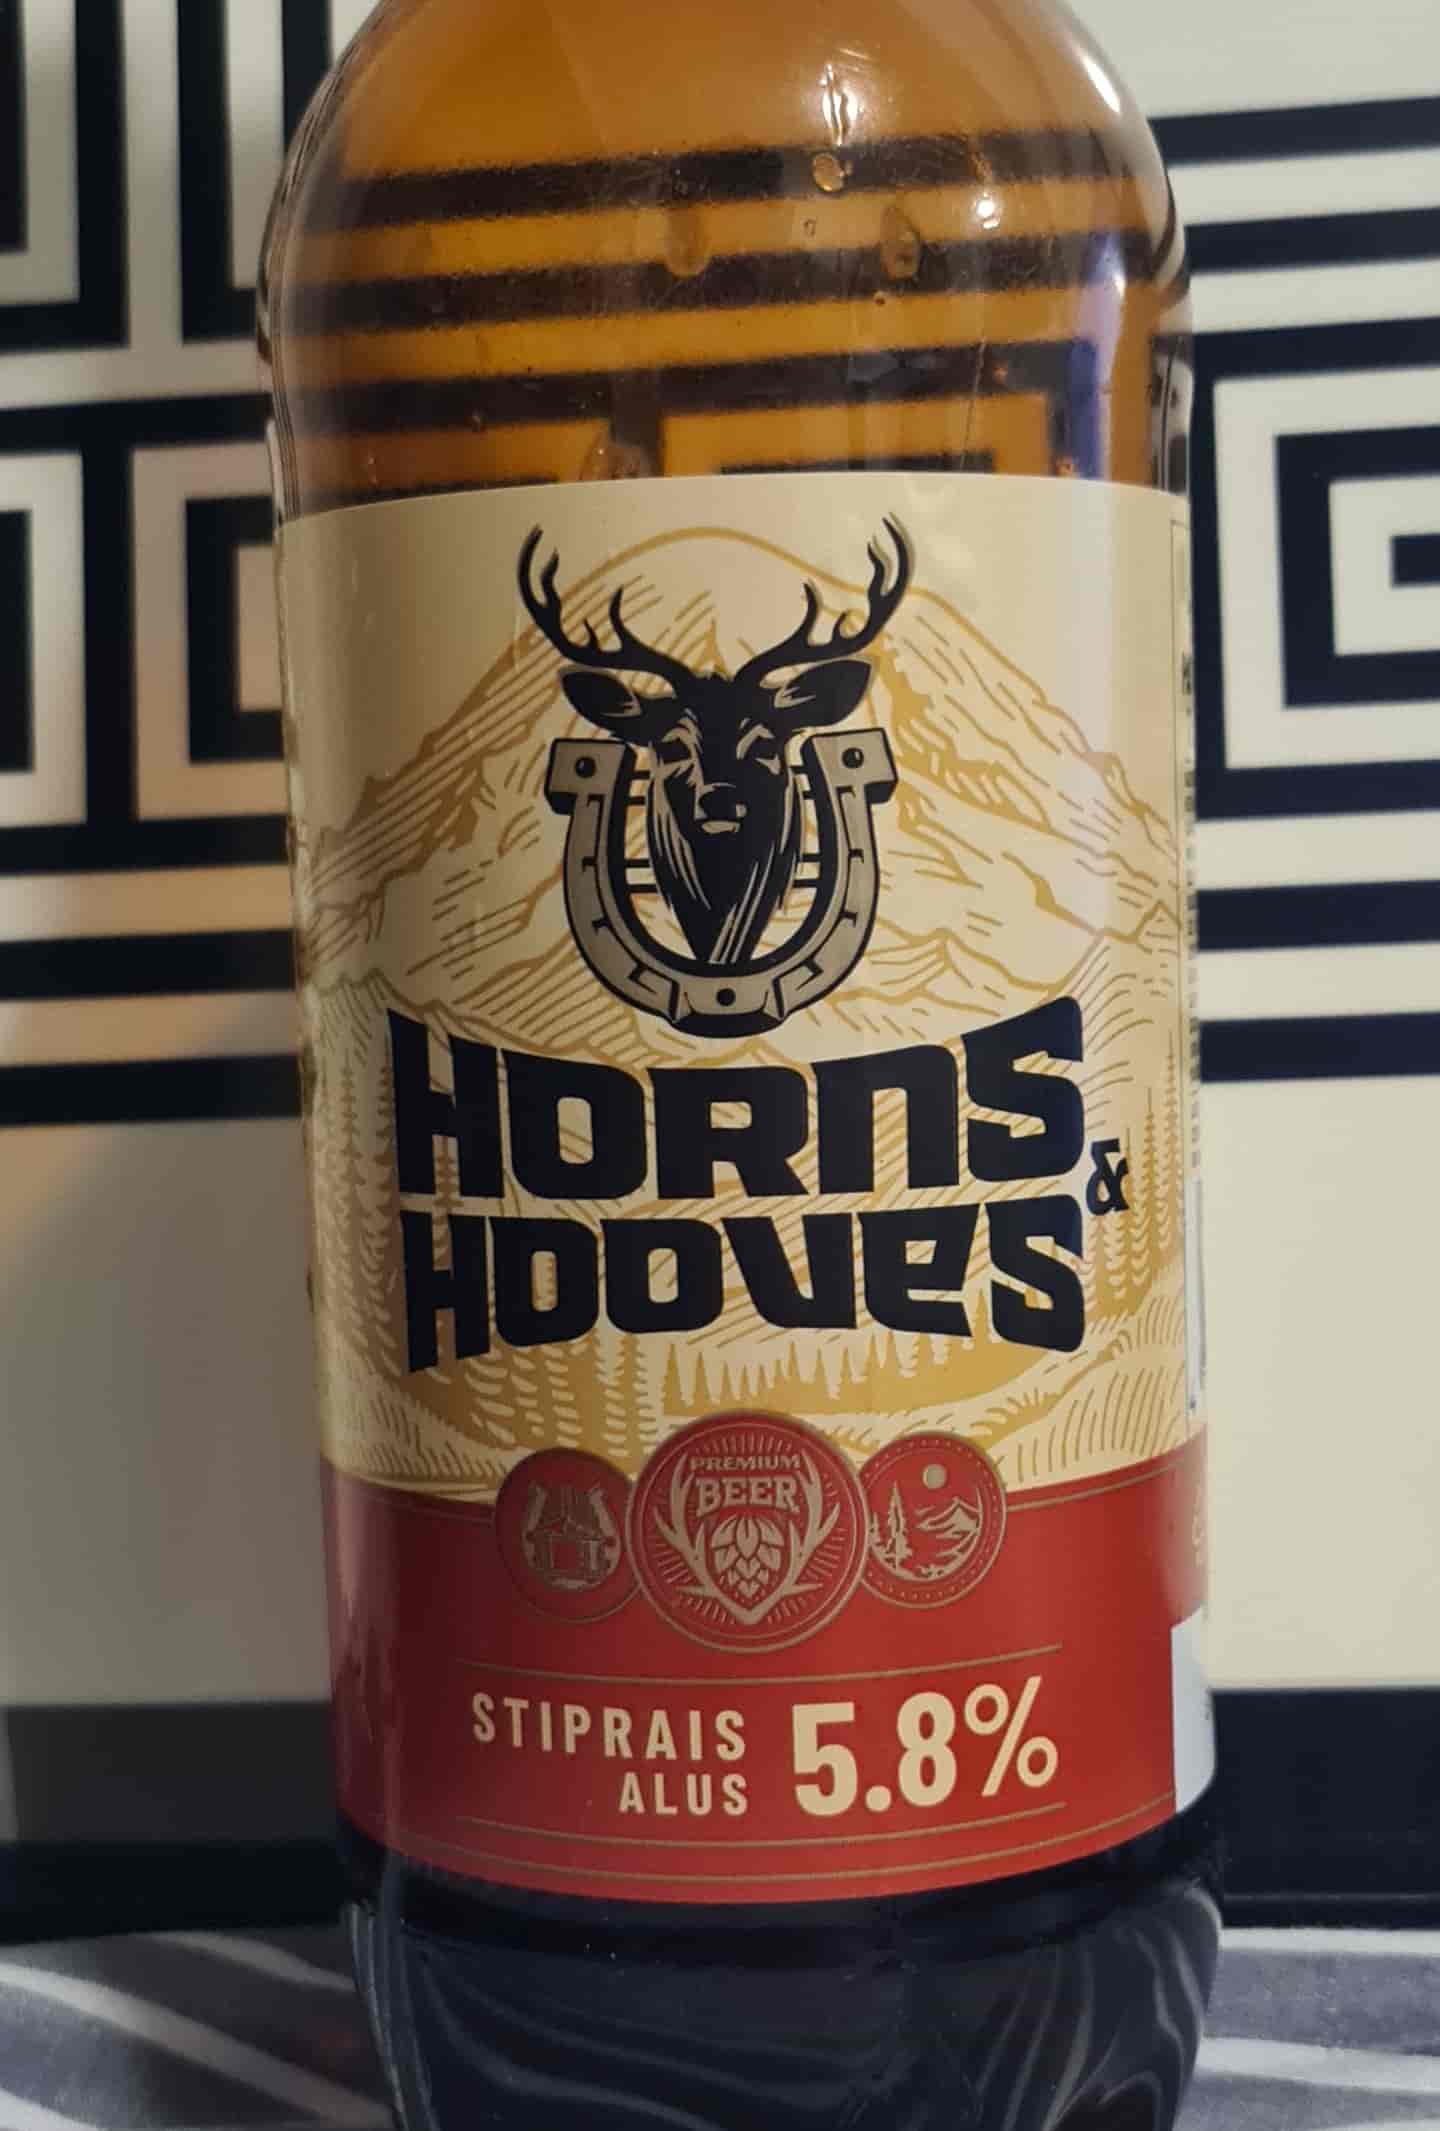 HORNS
&
HOOVES
PREMIUM
BEER
STIPRAIS
ALUS
5.8%